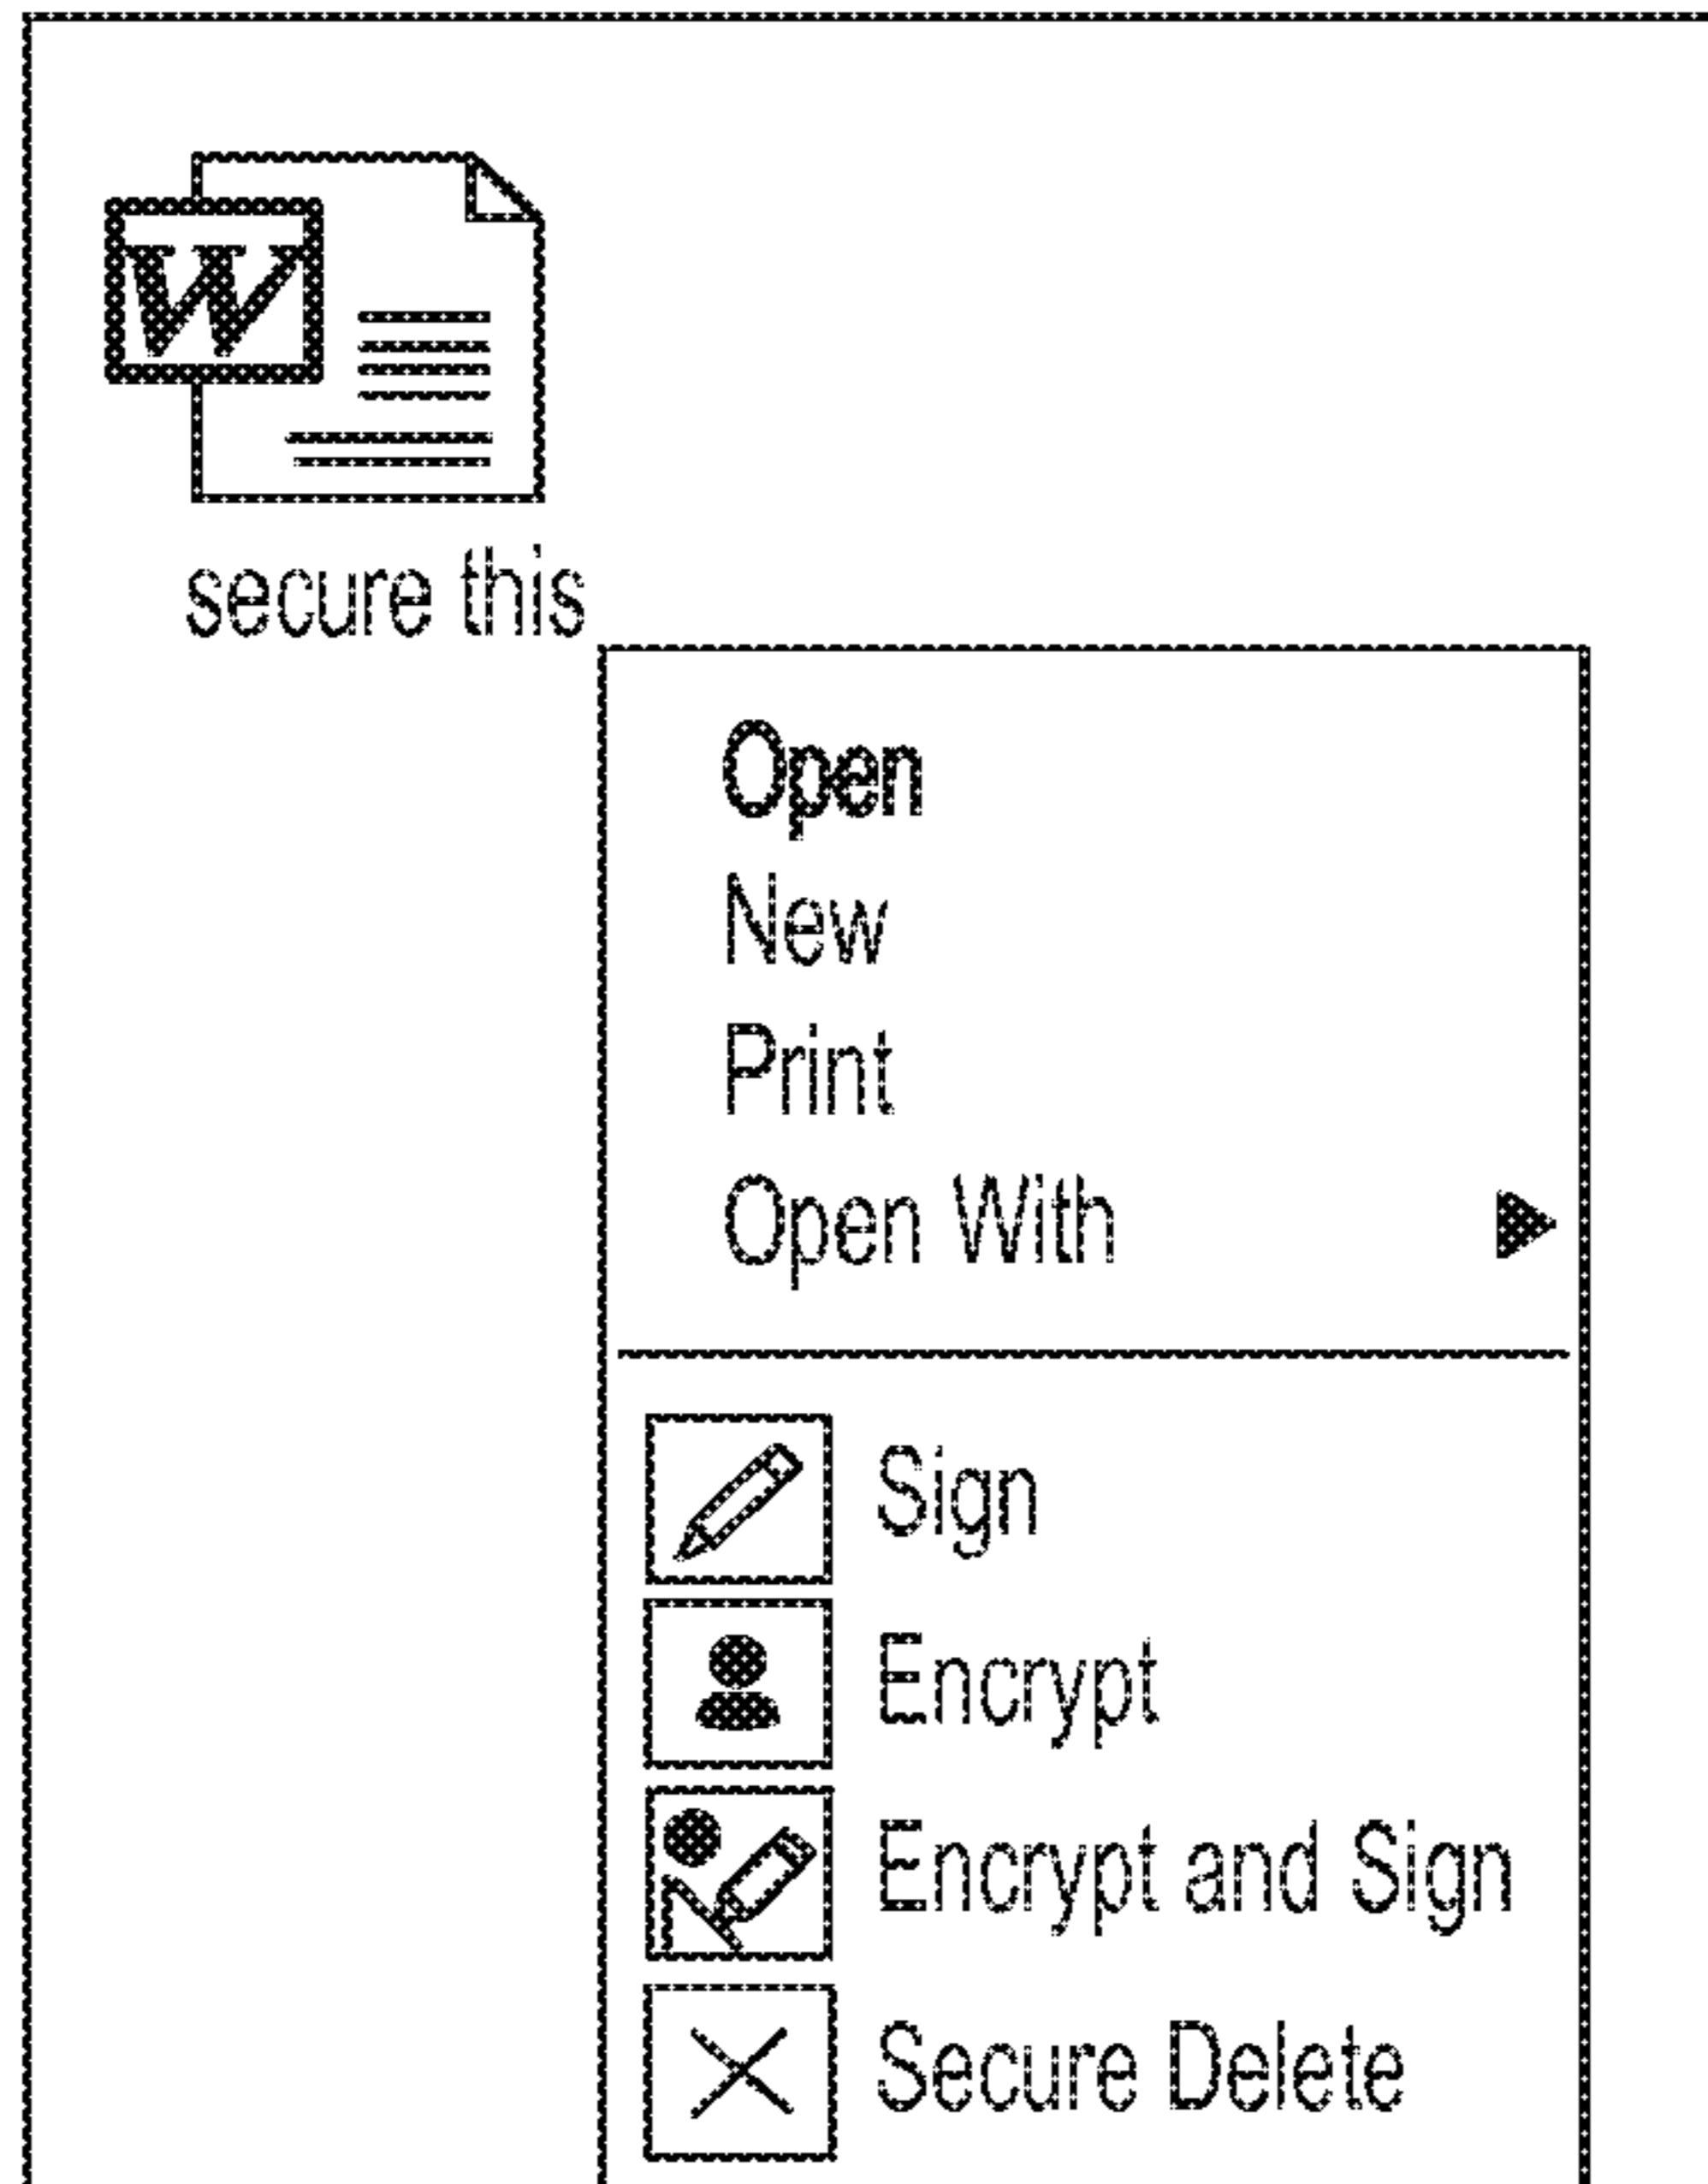 W
secure this
Open
New
Print
Open With
Sign
Encrypt
Encrypt and Sign
Secure Delete